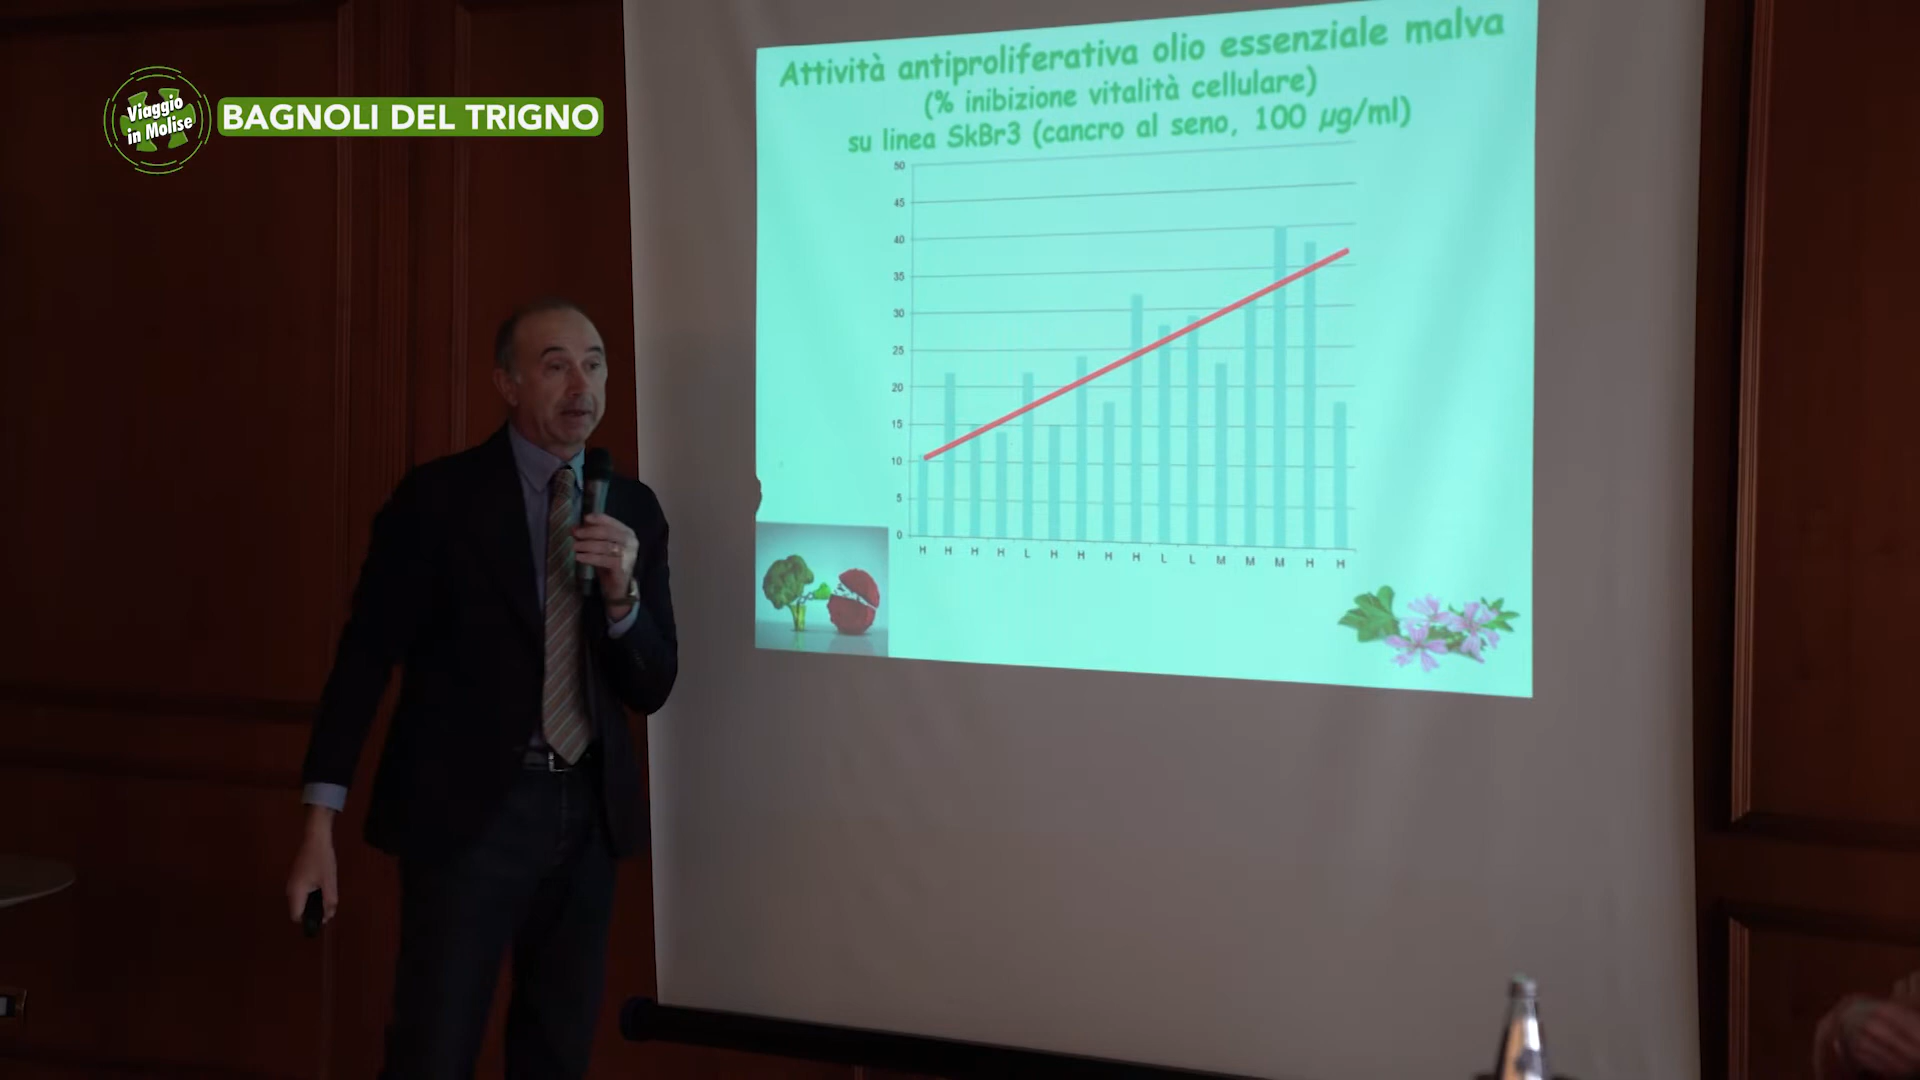 Viaggio
in Molise
BAGNOLI DEL TRIGNO
Attività antiproliferativa olio essenziale malva
(% inibizione vitalità cellulare)
su linea SkBr3 (cancro al seno, 100 µg/ml)
50
45
40
35
30
25
20
15
10
5
0
H H H H L H H H H L L M M M H H